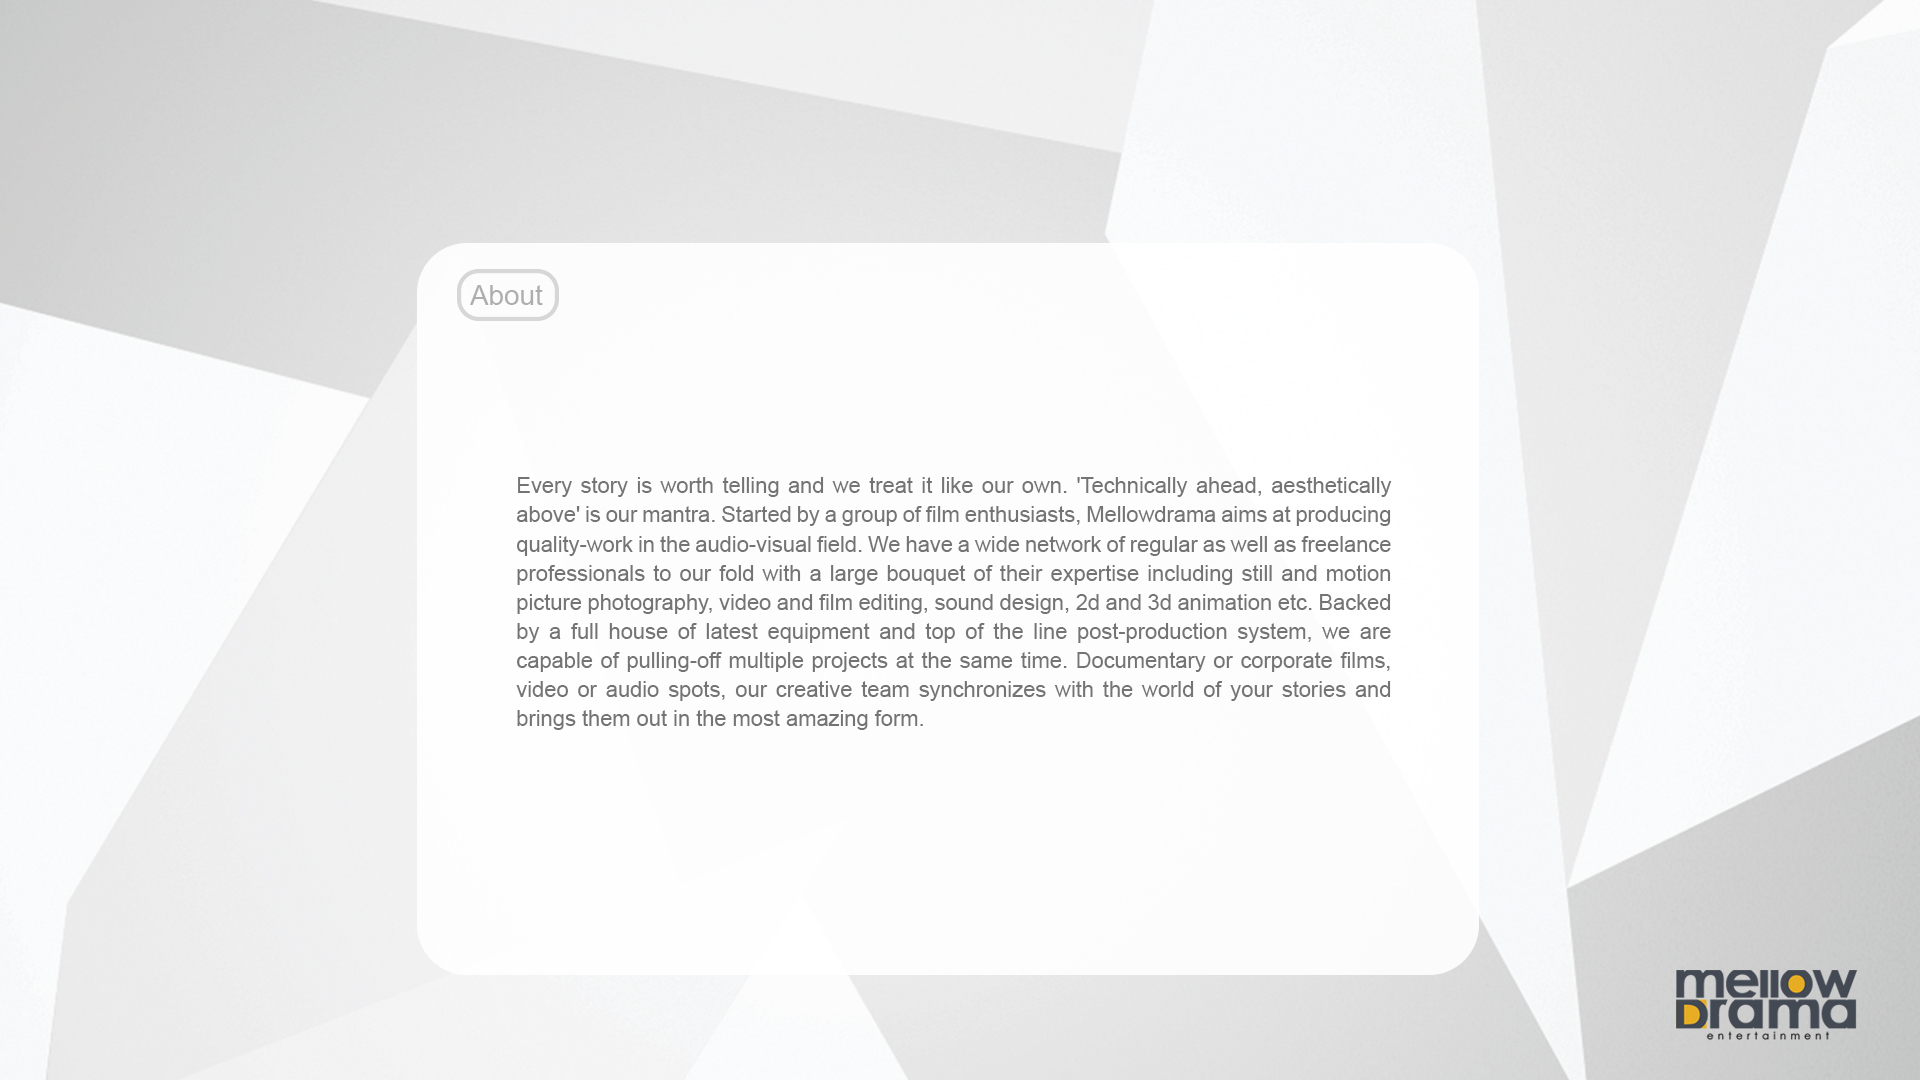 About
Every story is worth telling and we treat it like our own. 'Technically ahead, aesthetically
above' is our mantra. Started by a group of film enthusiasts, Mellowdrama aims at producing
quality-work in the audio-visual field. We have a wide network of regular as well as freelance
professionals to our fold with a large bouquet of their expertise including still and motion
picture photography, video and film editing, sound design, 2d and 3d animation etc. Backed
by a full house of latest equipment and top of the line post-production system, we are
capable of pulling-off multiple projects at the same time. Documentary or corporate films,
video or audio spots, our creative team synchronizes with the world of your stories and
brings them out in the most amazing form.
mellow
Drama
entertainment